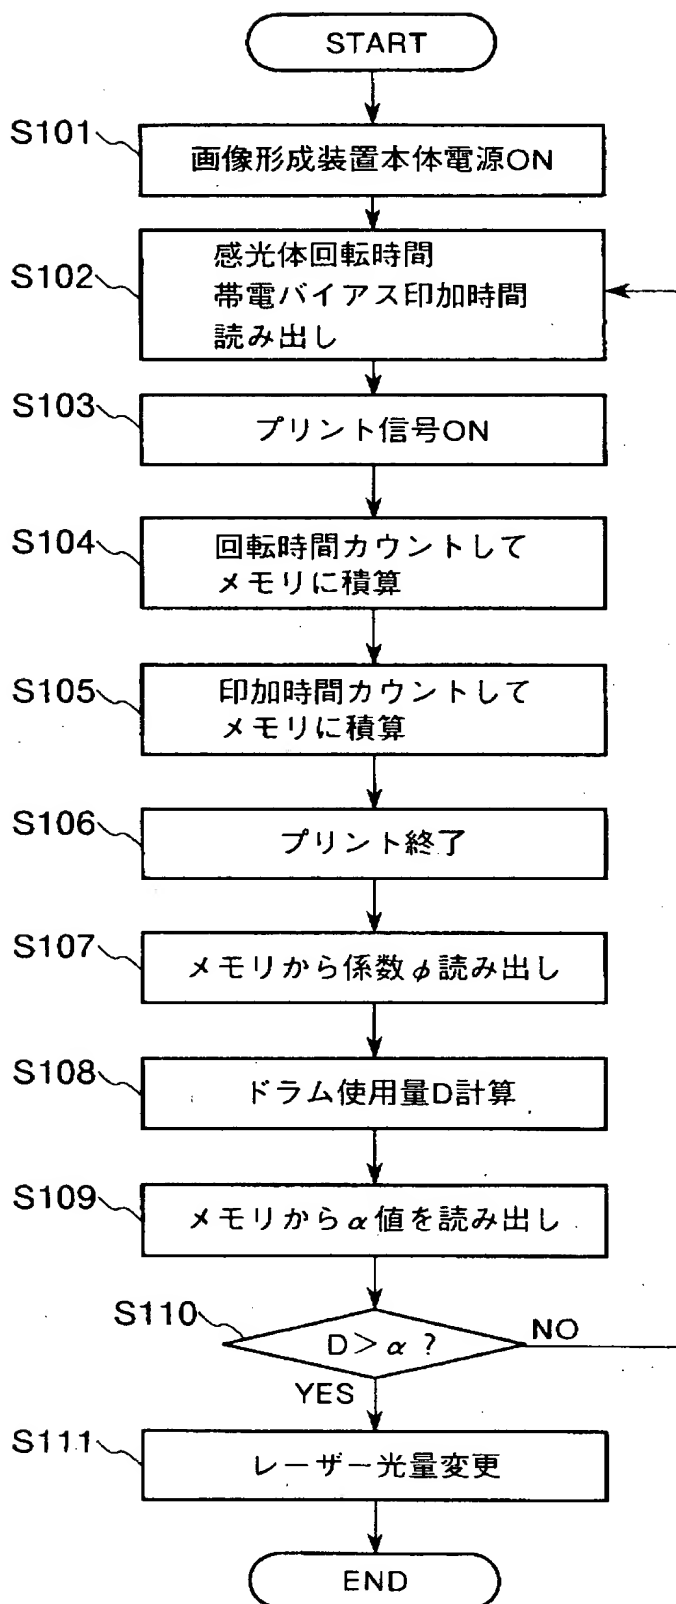 START
S101
画像形成装置本体電源ON
S102
感光体回転時間
帯電バイアス印加時間
読み出し
S103
プリント信号ON
S104
回転時間カウントして
メモリに積算
S105
印加時間カウントして
メモリに積算
S106
プリント終了
S107
メモリから係数φ読み出し
S108
ドラム使用量D計算
S109
メモリからα値を読み出し
S110
D＞α？
NO
YES
S111
レーザー光量変更
END